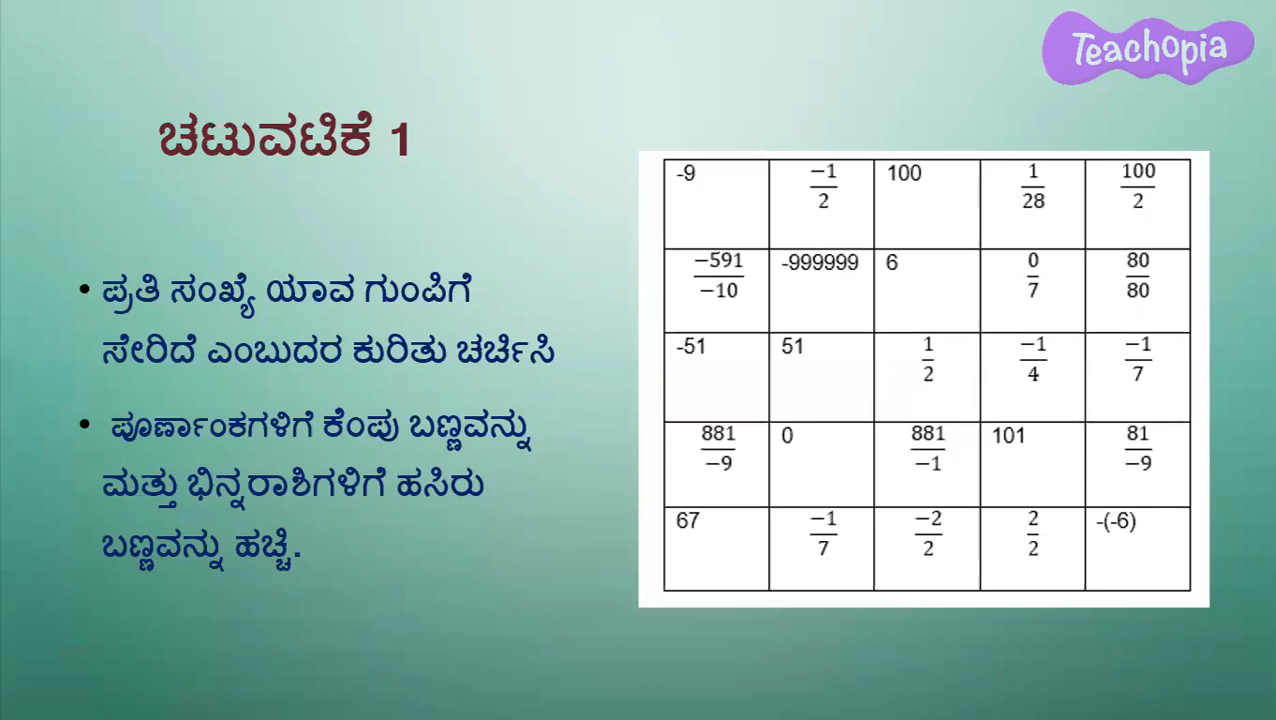 Teachopia
ಚಟುವಟಿಕೆ 1
• ಪ್ರತಿ ಸಂಖ್ಯೆ ಯಾವ ಗುಂಪಿಗೆ
ಸೇರಿದೆ ಎಂಬುದರ ಕುರಿತು ಚರ್ಚಿಸಿ
• ಪೂರ್ಣಾಂಕಗಳಿಗೆ ಕೆಂಪು ಬಣ್ಣವನ್ನು
ಮತ್ತು ಭಿನ್ನರಾಶಿಗಳಿಗೆ ಹಸಿರು
ಬಣ್ಣವನ್ನು ಹಚ್ಚಿ.
-9 −1/2 100 1/28 100/2
−591/−10 -999999 6 0/7 80/80
-51 51 1/2 −1/4 −1/7
881/−9 0 881/−1 101 81/−9
67 −1/7 −2/2 2/2 -(-6)